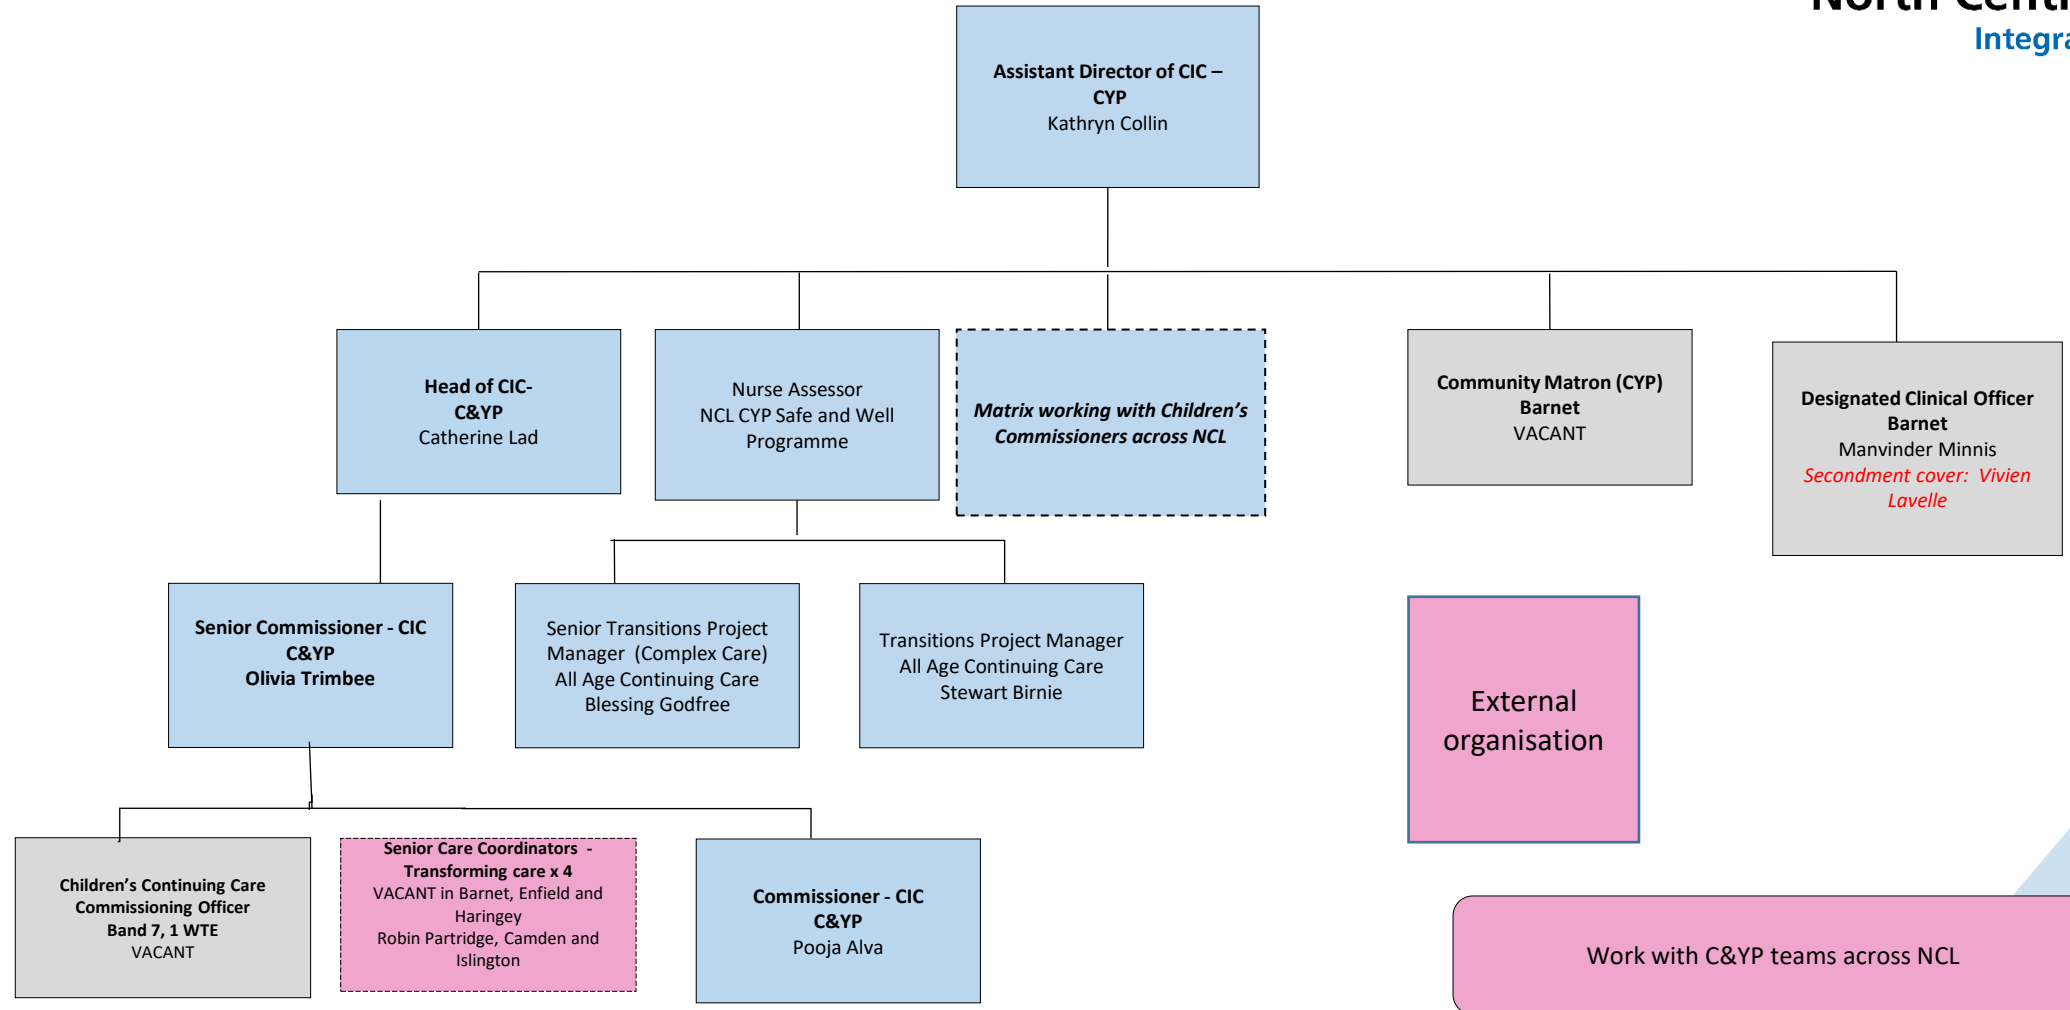 North Cent
Integra
Assistant Director of CIC –
CYP
Kathryn Collin
Head of CIC-
C&YP
Catherine Lad
Nurse Assessor
NCL CYP Safe and Well
Programme
Matrix working with Children's
Commissioners across NCL
Community Matron (CYP)
Barnet
VACANT
Designated Clinical Officer
Barnet
Manvinder Minnis
Secondment cover:  Vivien
Lavelle
Senior Commissioner - CIC
C&YP
Olivia Trimbee
Senior Transitions Project
Manager  (Complex Care)
All Age Continuing Care
Blessing Godfree
Transitions Project Manager
All Age Continuing Care
Stewart Birnie
External
organisation
Children's Continuing Care
Commissioning Officer
Band 7, 1 WTE
VACANT
Senior Care Coordinators  -
Transforming care x 4
VACANT in Barnet, Enfield and
Haringey
Robin Partridge, Camden and
Islington
Commissioner - CIC
C&YP
Pooja Alva
Work with C&YP teams across NCL